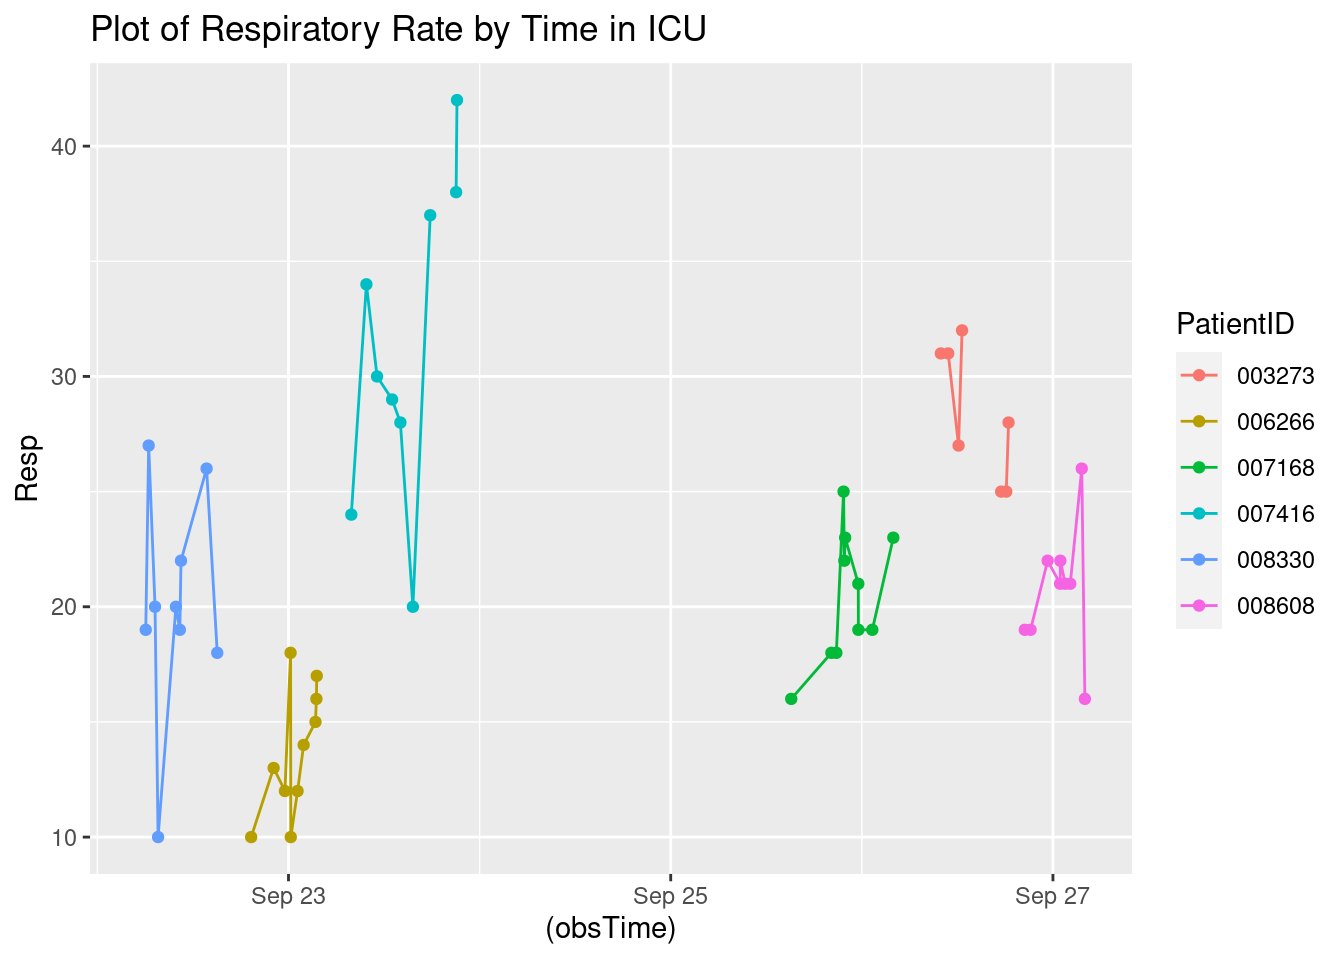 Plot of Respiratory Rate by Time in ICU
40
30
20
10
Resp
Sep 23
Sep 25
Sep 27
(obsTime)
PatientID
003273
006266
007168
007416
008330
008608